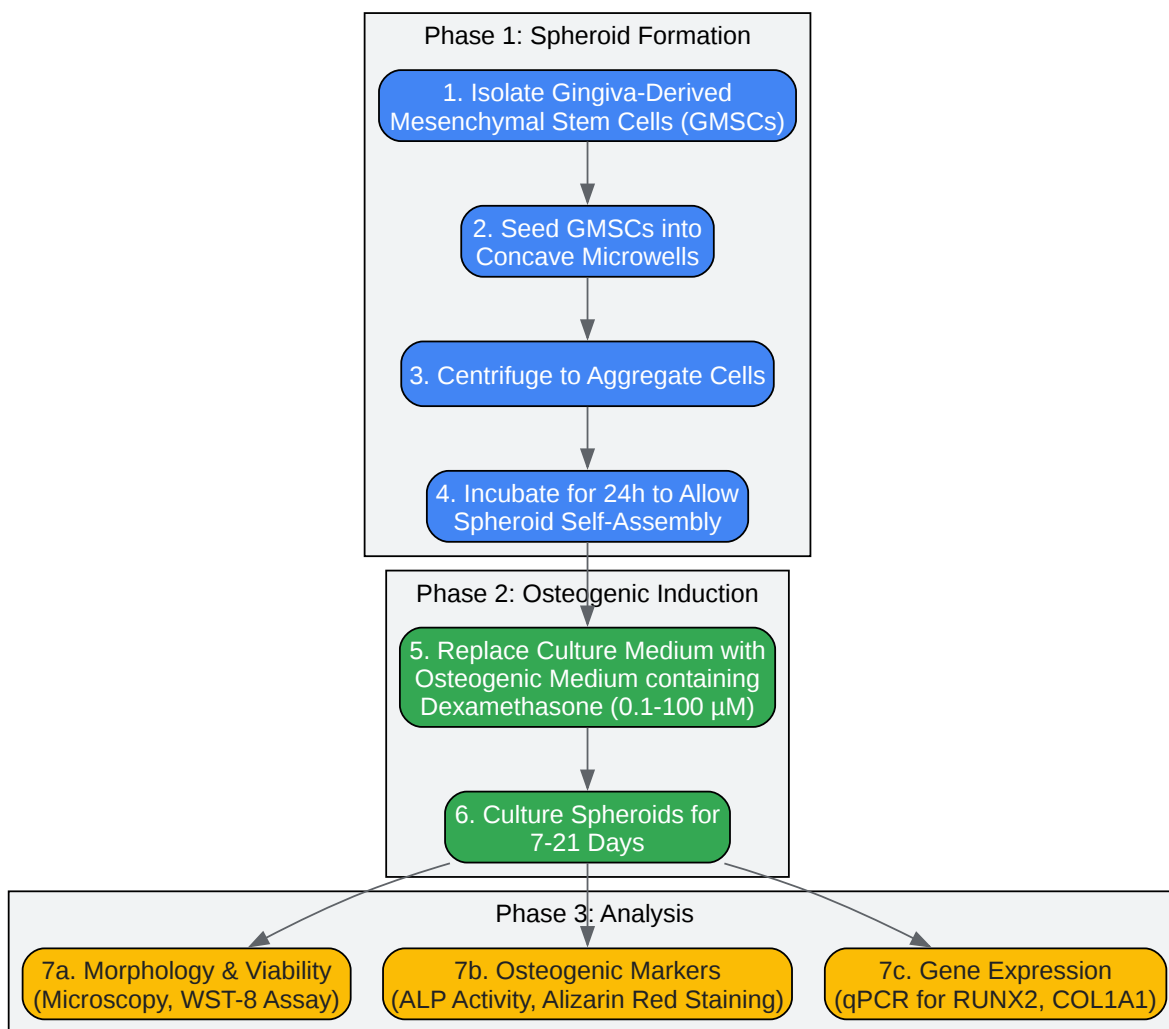 Phase 1: Spheroid Formation
1. Isolate Gingiva-Derived
Mesenchymal Stem Cells (GMSCs)
2. Seed GMSCs into
Concave Microwells
3. Centrifuge to Aggregate Cells
4. Incubate for 24h to Allow
Spheroid Self-Assembly
Phase 2: Osteogenic Induction
5. Replace Culture Medium with
Osteogenic Medium containing
Dexamethasone (0.1-100 µM)
6. Culture Spheroids for
7-21 Days
Phase 3: Analysis
7a. Morphology & Viability
(Microscopy, WST-8 Assay)
7b. Osteogenic Markers
(ALP Activity, Alizarin Red Staining)
7c. Gene Expression
(qPCR for RUNX2, COL1A1)